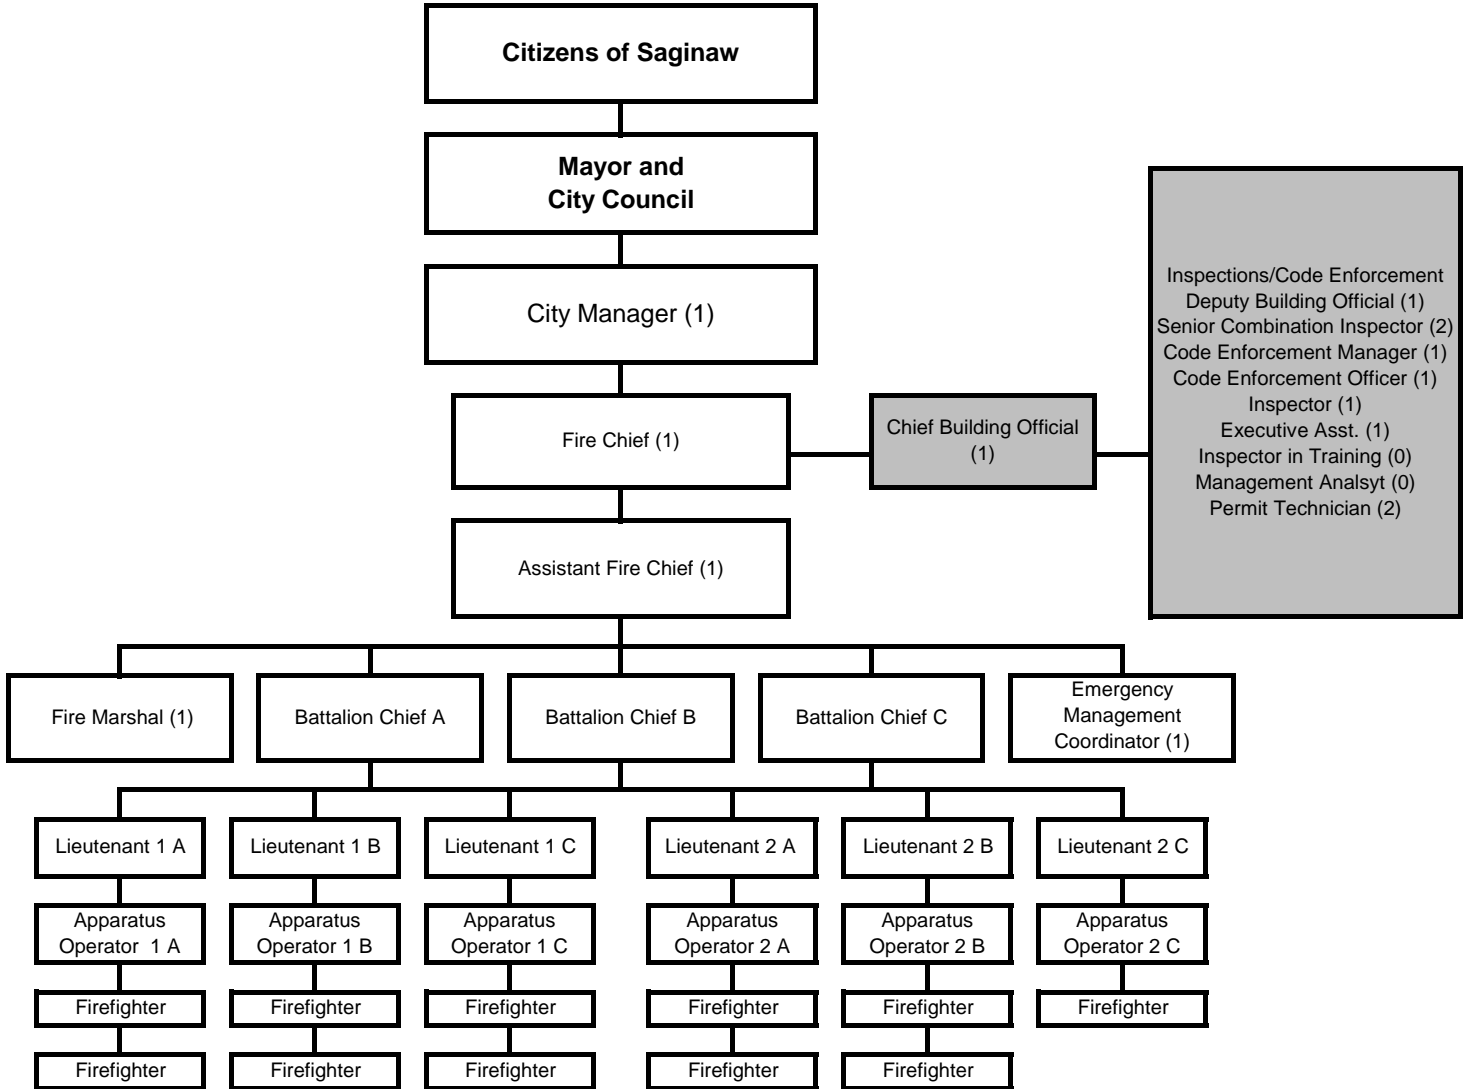 Citizens of Saginaw
Mayor and
City Council
City Manager (1)
Inspections/Code Enforcement
Deputy Building Official (1)
Senior Combination Inspector (2)
Code Enforcement Manager (1)
Code Enforcement Officer (1)
Inspector (1)
Executive Asst. (1)
Inspector in Training (0)
Management Analsyt (0)
Permit Technician (2)
Fire Chief (1)
Chief Building Official
(1)
Assistant Fire Chief (1)
Fire Marshal (1)
Battalion Chief A
Battalion Chief B
Battalion Chief C
Emergency
Management
Coordinator (1)
Lieutenant 1 A
Lieutenant 1 B
Lieutenant 1 C
Lieutenant 2 A
Lieutenant 2 B
Lieutenant 2 C
Apparatus
Operator  1 A
Apparatus
Operator 1 B
Apparatus
Operator 1 C
Apparatus
Operator 2 A
Apparatus
Operator 2 B
Apparatus
Operator 2 C
Firefighter
Firefighter
Firefighter
Firefighter
Firefighter
Firefighter
Firefighter
Firefighter
Firefighter
Firefighter
Firefighter